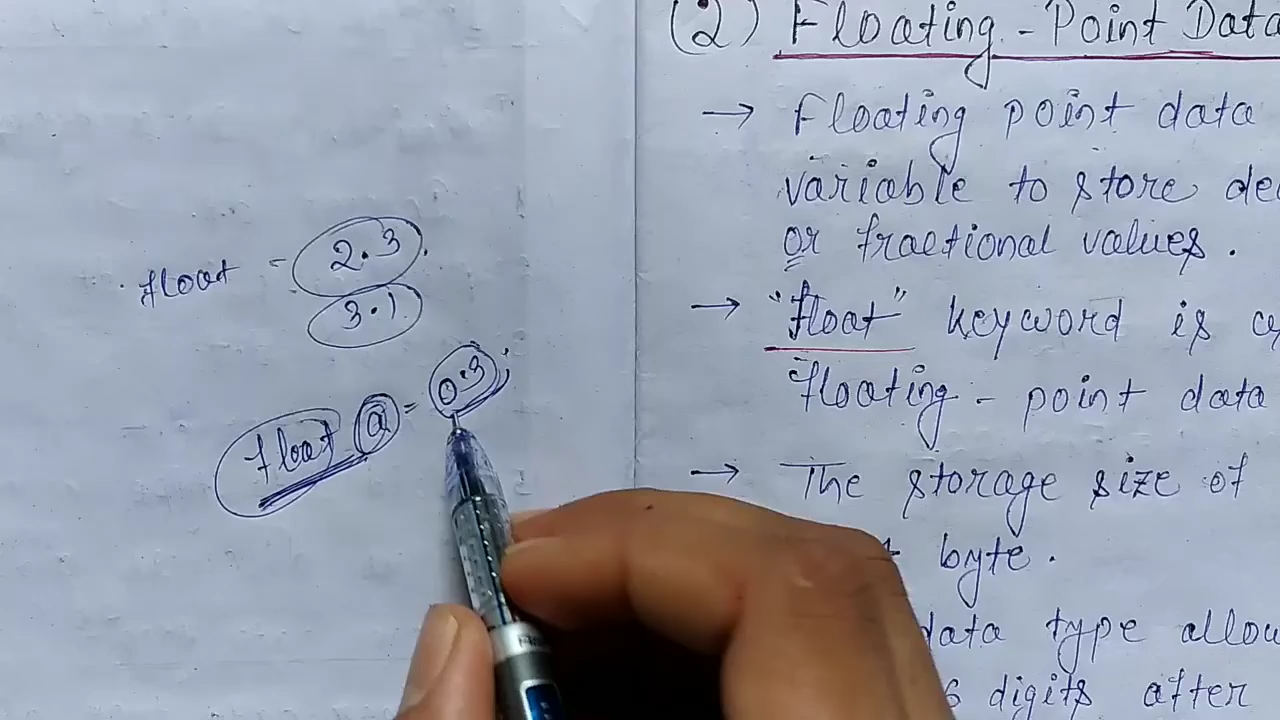 float = 2.3
3.1
float a = 0.3;
(2) Floating-Point Data
→ Floating point data
variable to store de
or fractional values.
→ "float" keyword is
floating-point data
→ The storage size of
byte.
data type allow
6 digits after